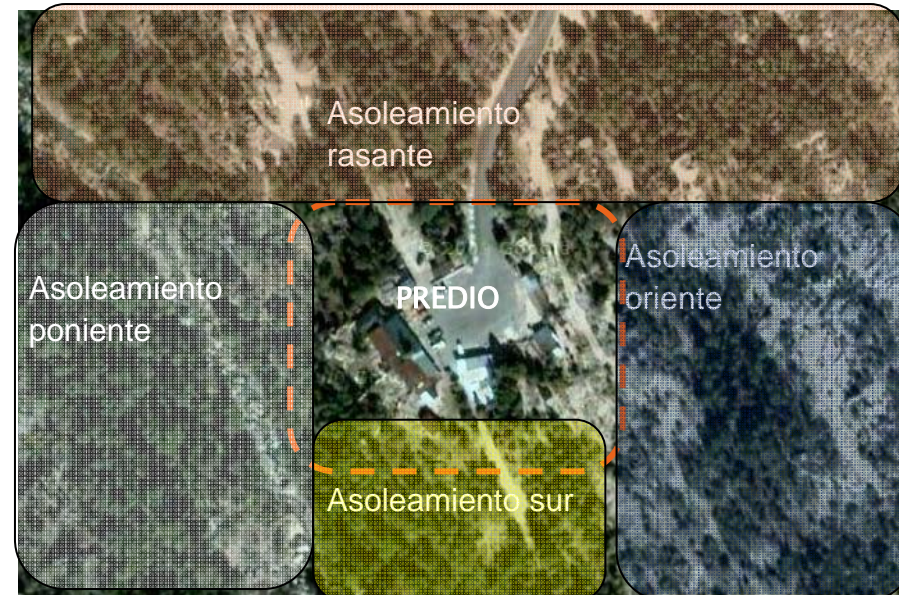 Asoleamiento
rasante
Asoleamiento
poniente
PREDIO
Asoleamiento
oriente
Asoleamiento sur